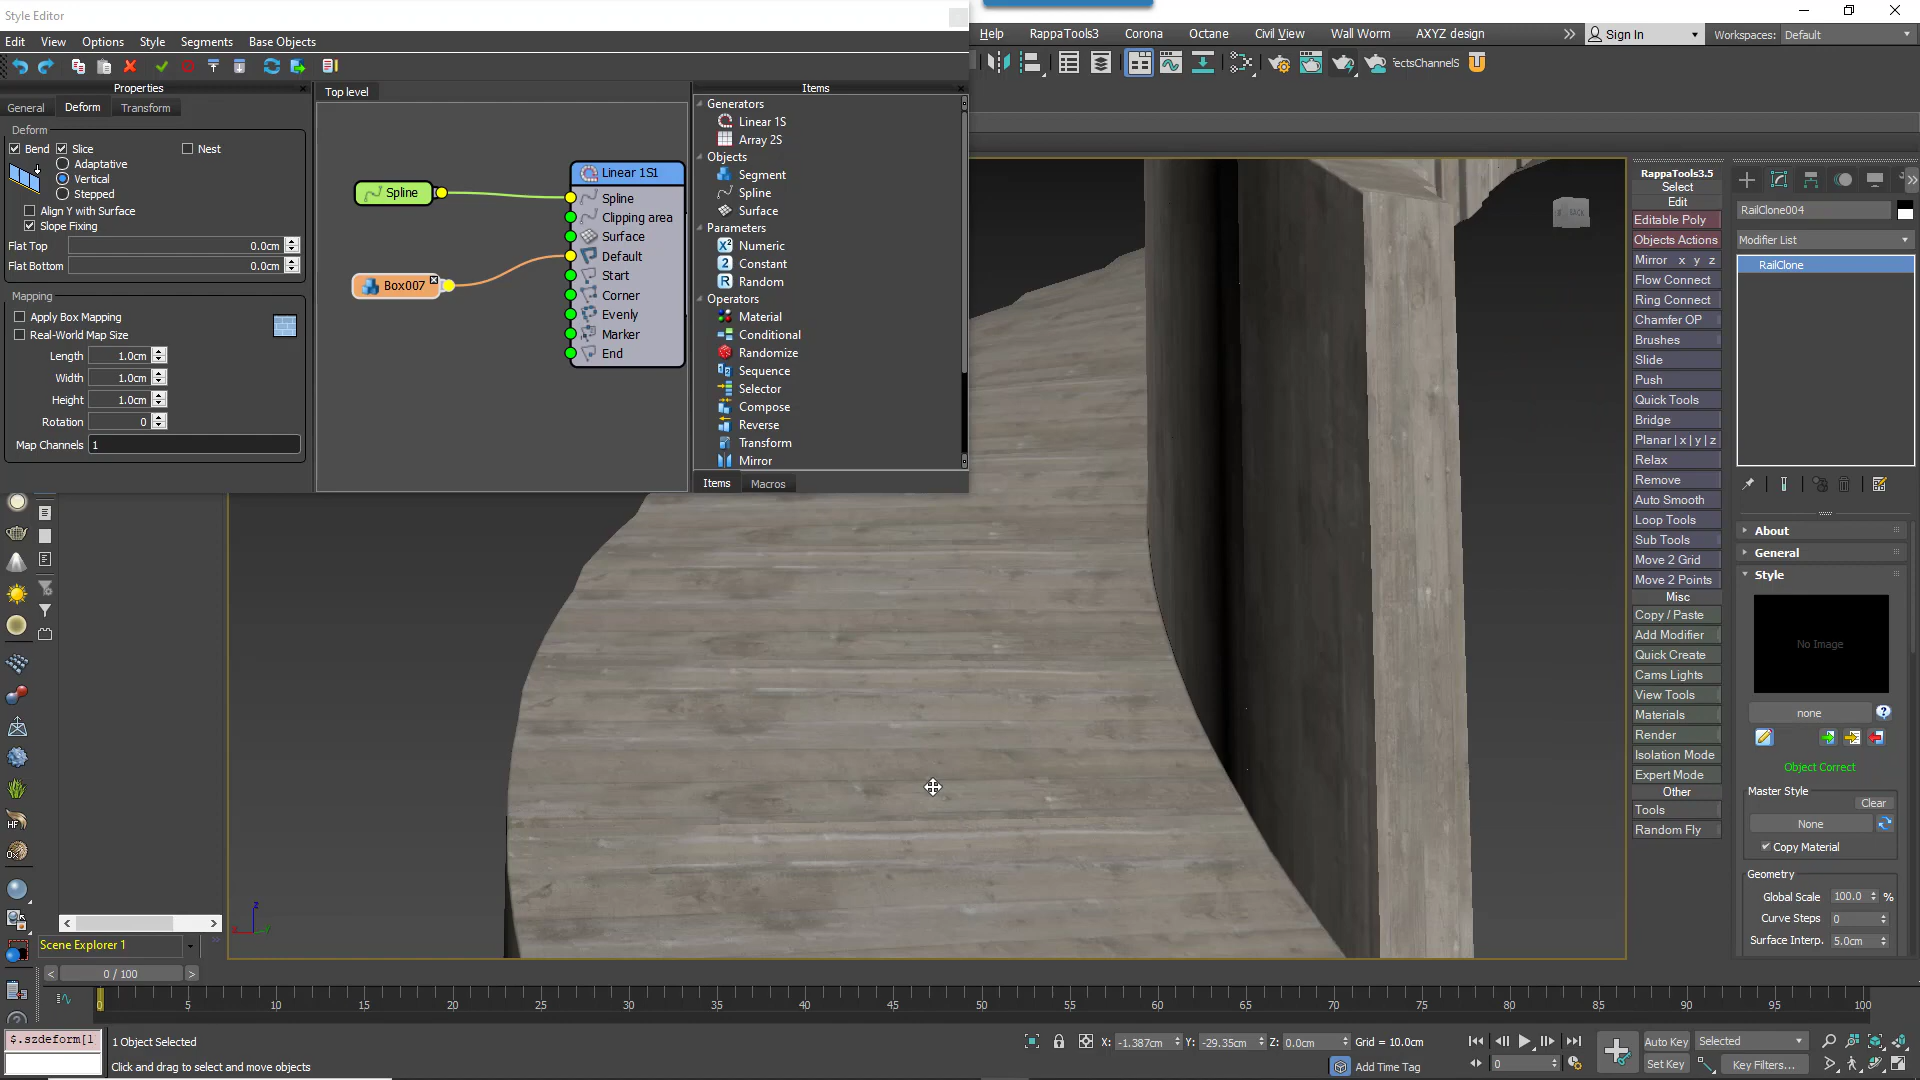 Style Editor
Edit View Options Style Segments Base Objects
Help RappaTools3 Corona Octane Civil View Wall Worm AXYZ design
Sign In
Workspaces: Default
ːfectsChannelS
Properties
General Deform Transform
Deform
Bend Slice Nest
Adaptative
Vertical
Stepped
Align Y with Surface
Slope Fixing
Flat Top 0.0cm
Flat Bottom 0.0cm
Mapping
Apply Box Mapping
Real-World Map Size
Length 1.0cm
Width 1.0cm
Height 1.0cm
Rotation 0
Map Channels 1
Top level
Spline
Box007
Linear 1S1
Spline
Clipping area
Surface
Default
Start
Corner
Evenly
Marker
End
Items
Generators
Linear 1S
Array 2S
Objects
Segment
Spline
Surface
Parameters
Numeric
Constant
Random
Operators
Material
Conditional
Randomize
Sequence
Selector
Compose
Reverse
Transform
Mirror
Items Macros
BACK
RappaTools3.5
Select
Edit
Editable Poly
Objects Actions
Mirror x y z
Flow Connect
Ring Connect
Chamfer OP
Brushes
Slide
Push
Quick Tools
Bridge
Planar | x | y | z
Relax
Remove
Auto Smooth
Loop Tools
Sub Tools
Move 2 Grid
Move 2 Points
Misc
Copy / Paste
Add Modifier
Quick Create
Cams Lights
View Tools
Materials
Render
Isolation Mode
Expert Mode
Other
Tools
Random Fly
RailClone004
Modifier List
RailClone
About
General
Style
No Image
none
Object Correct
Master Style
Clear
None
Copy Material
Geometry
Global Scale 100.0 %
Curve Steps 0
Surface Interp. 5.0cm
HF
Ox
Scene Explorer 1
z
x
y
< 0 / 100 >
0 5 10 15 20 25 30 35 40 45 50 55 60 65 70 75 80 85 90 95 100
$.szdeform[1
1 Object Selected
Click and drag to select and move objects
X: -1.387cm Y: -29.35cm Z: 0.0cm Grid = 10.0cm
Add Time Tag
0
Auto Key Selected
Set Key Key Filters...